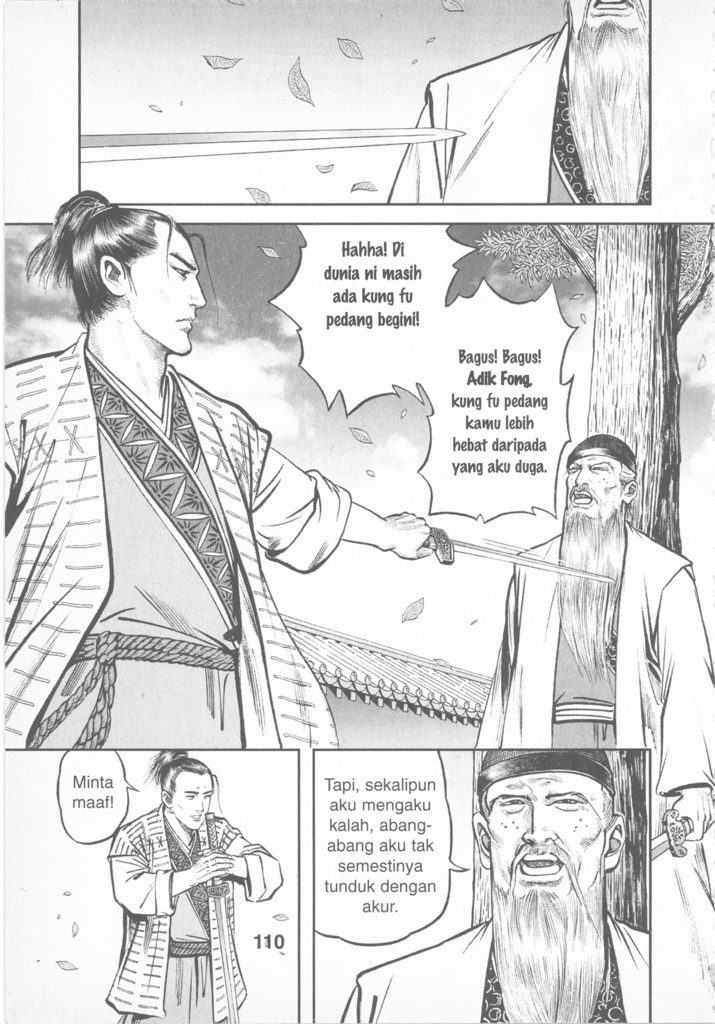 Hahha! Di
dunia ni masih
ada kung fu
pedang begini!
Bagus! Bagus!
Adik Fong,
kung fu pedang
kamu lebih
hebat daripada
yang aku duga.
Minta
maaf!
Tapi, sekalipun
aku mengaku
kalah, abang-
abang aku tak
semestinya
tunduk dengan
akur.
110